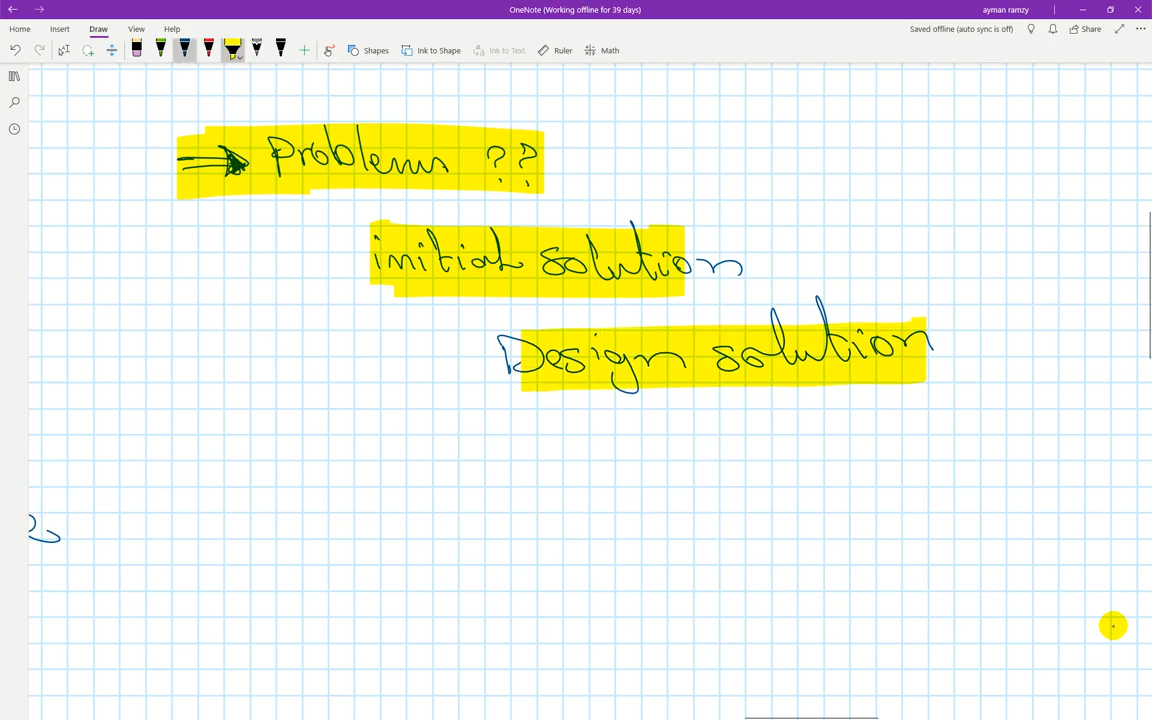 OneNote (Working offline for 39 days)
ayman ramzy
Home Insert Draw View Help
Saved offline (auto sync is off) Share
Shapes Ink to Shape Ink to Text Ruler Math
⇒ Problems ??
initial solution
Design solution